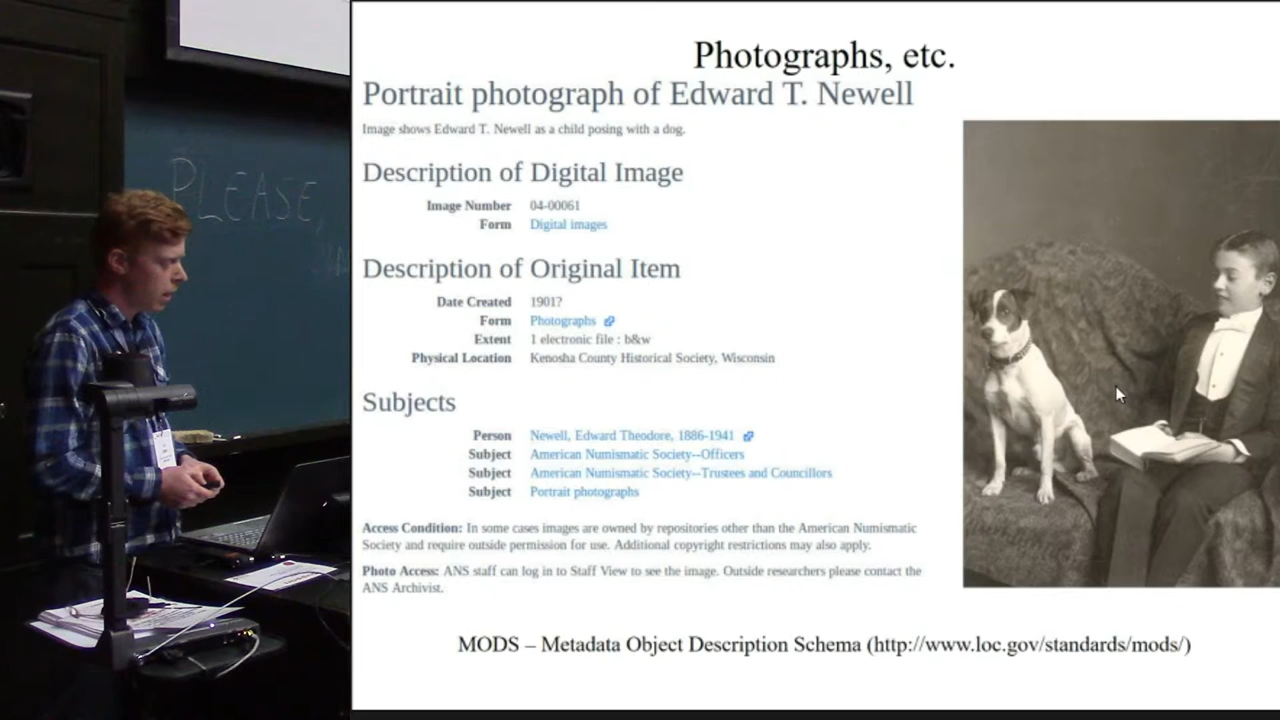 PLEASE,
Photographs, etc.
Portrait photograph of Edward T. Newell
Image shows Edward T. Newell as a child posing with a dog.
Description of Digital Image
Image Number 04-00061
Form Digital images
Description of Original Item
Date Created 1901?
Form Photographs
Extent 1 electronic file : b&w
Physical Location Kenosha County Historical Society, Wisconsin
Subjects
Person Newell, Edward Theodore, 1886-1941
Subject American Numismatic Society--Officers
Subject American Numismatic Society--Trustees and Councillors
Subject Portrait photographs
Access Condition: In some cases images are owned by repositories other than the American Numismatic
Society and require outside permission for use. Additional copyright restrictions may also apply.
Photo Access: ANS staff can log in to Staff View to see the image. Outside researchers please contact the
ANS Archivist.
MODS – Metadata Object Description Schema (http://www.loc.gov/standards/mods/)